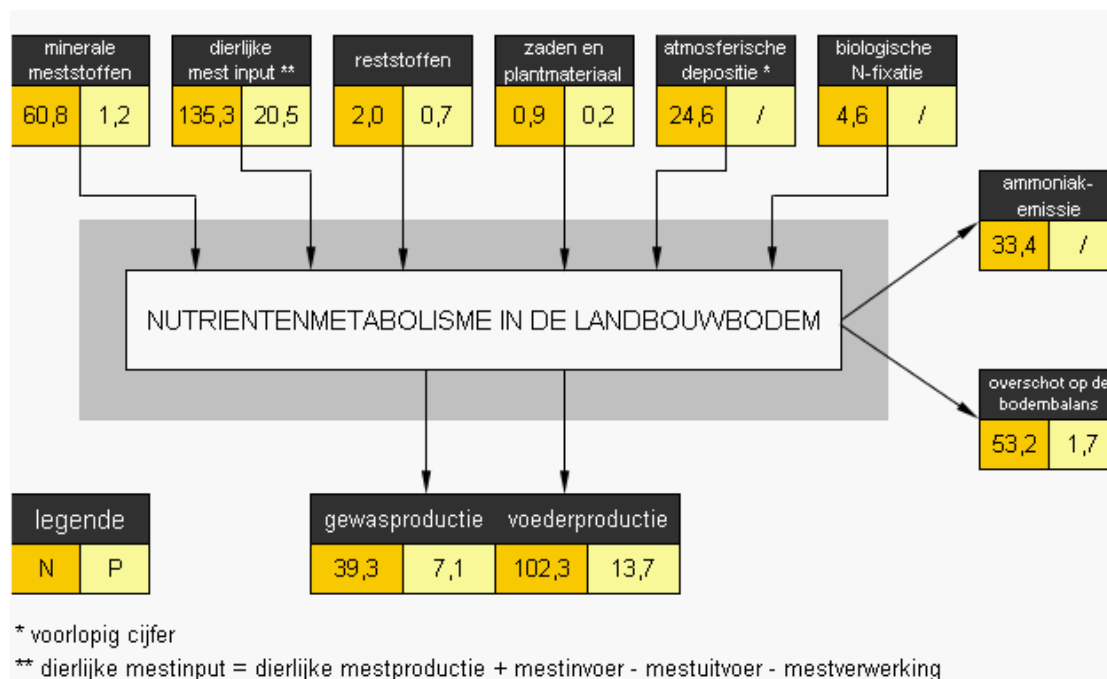 minerale
meststoffen
60,8 1,2
dierlijke
mest input **
135,3 20,5
reststoffen
2,0 0,7
zaden en
plantmateriaal
0,9 0,2
atmosferische
depositie *
24,6 /
biologische
N-fixatie
4,6 /
ammoniak-
emissie
33,4 /
NUTRIENTENMETABOLISME IN DE LANDBOUWBODEM
overschot op de
bodembalans
53,2 1,7
legende
N P
gewasproductie voederproductie
39,3 7,1 102,3 13,7
* voorlopig cijfer
** dierlijke mestinput = dierlijke mestproductie + mestinvoer - mestuitvoer - mestverwerking